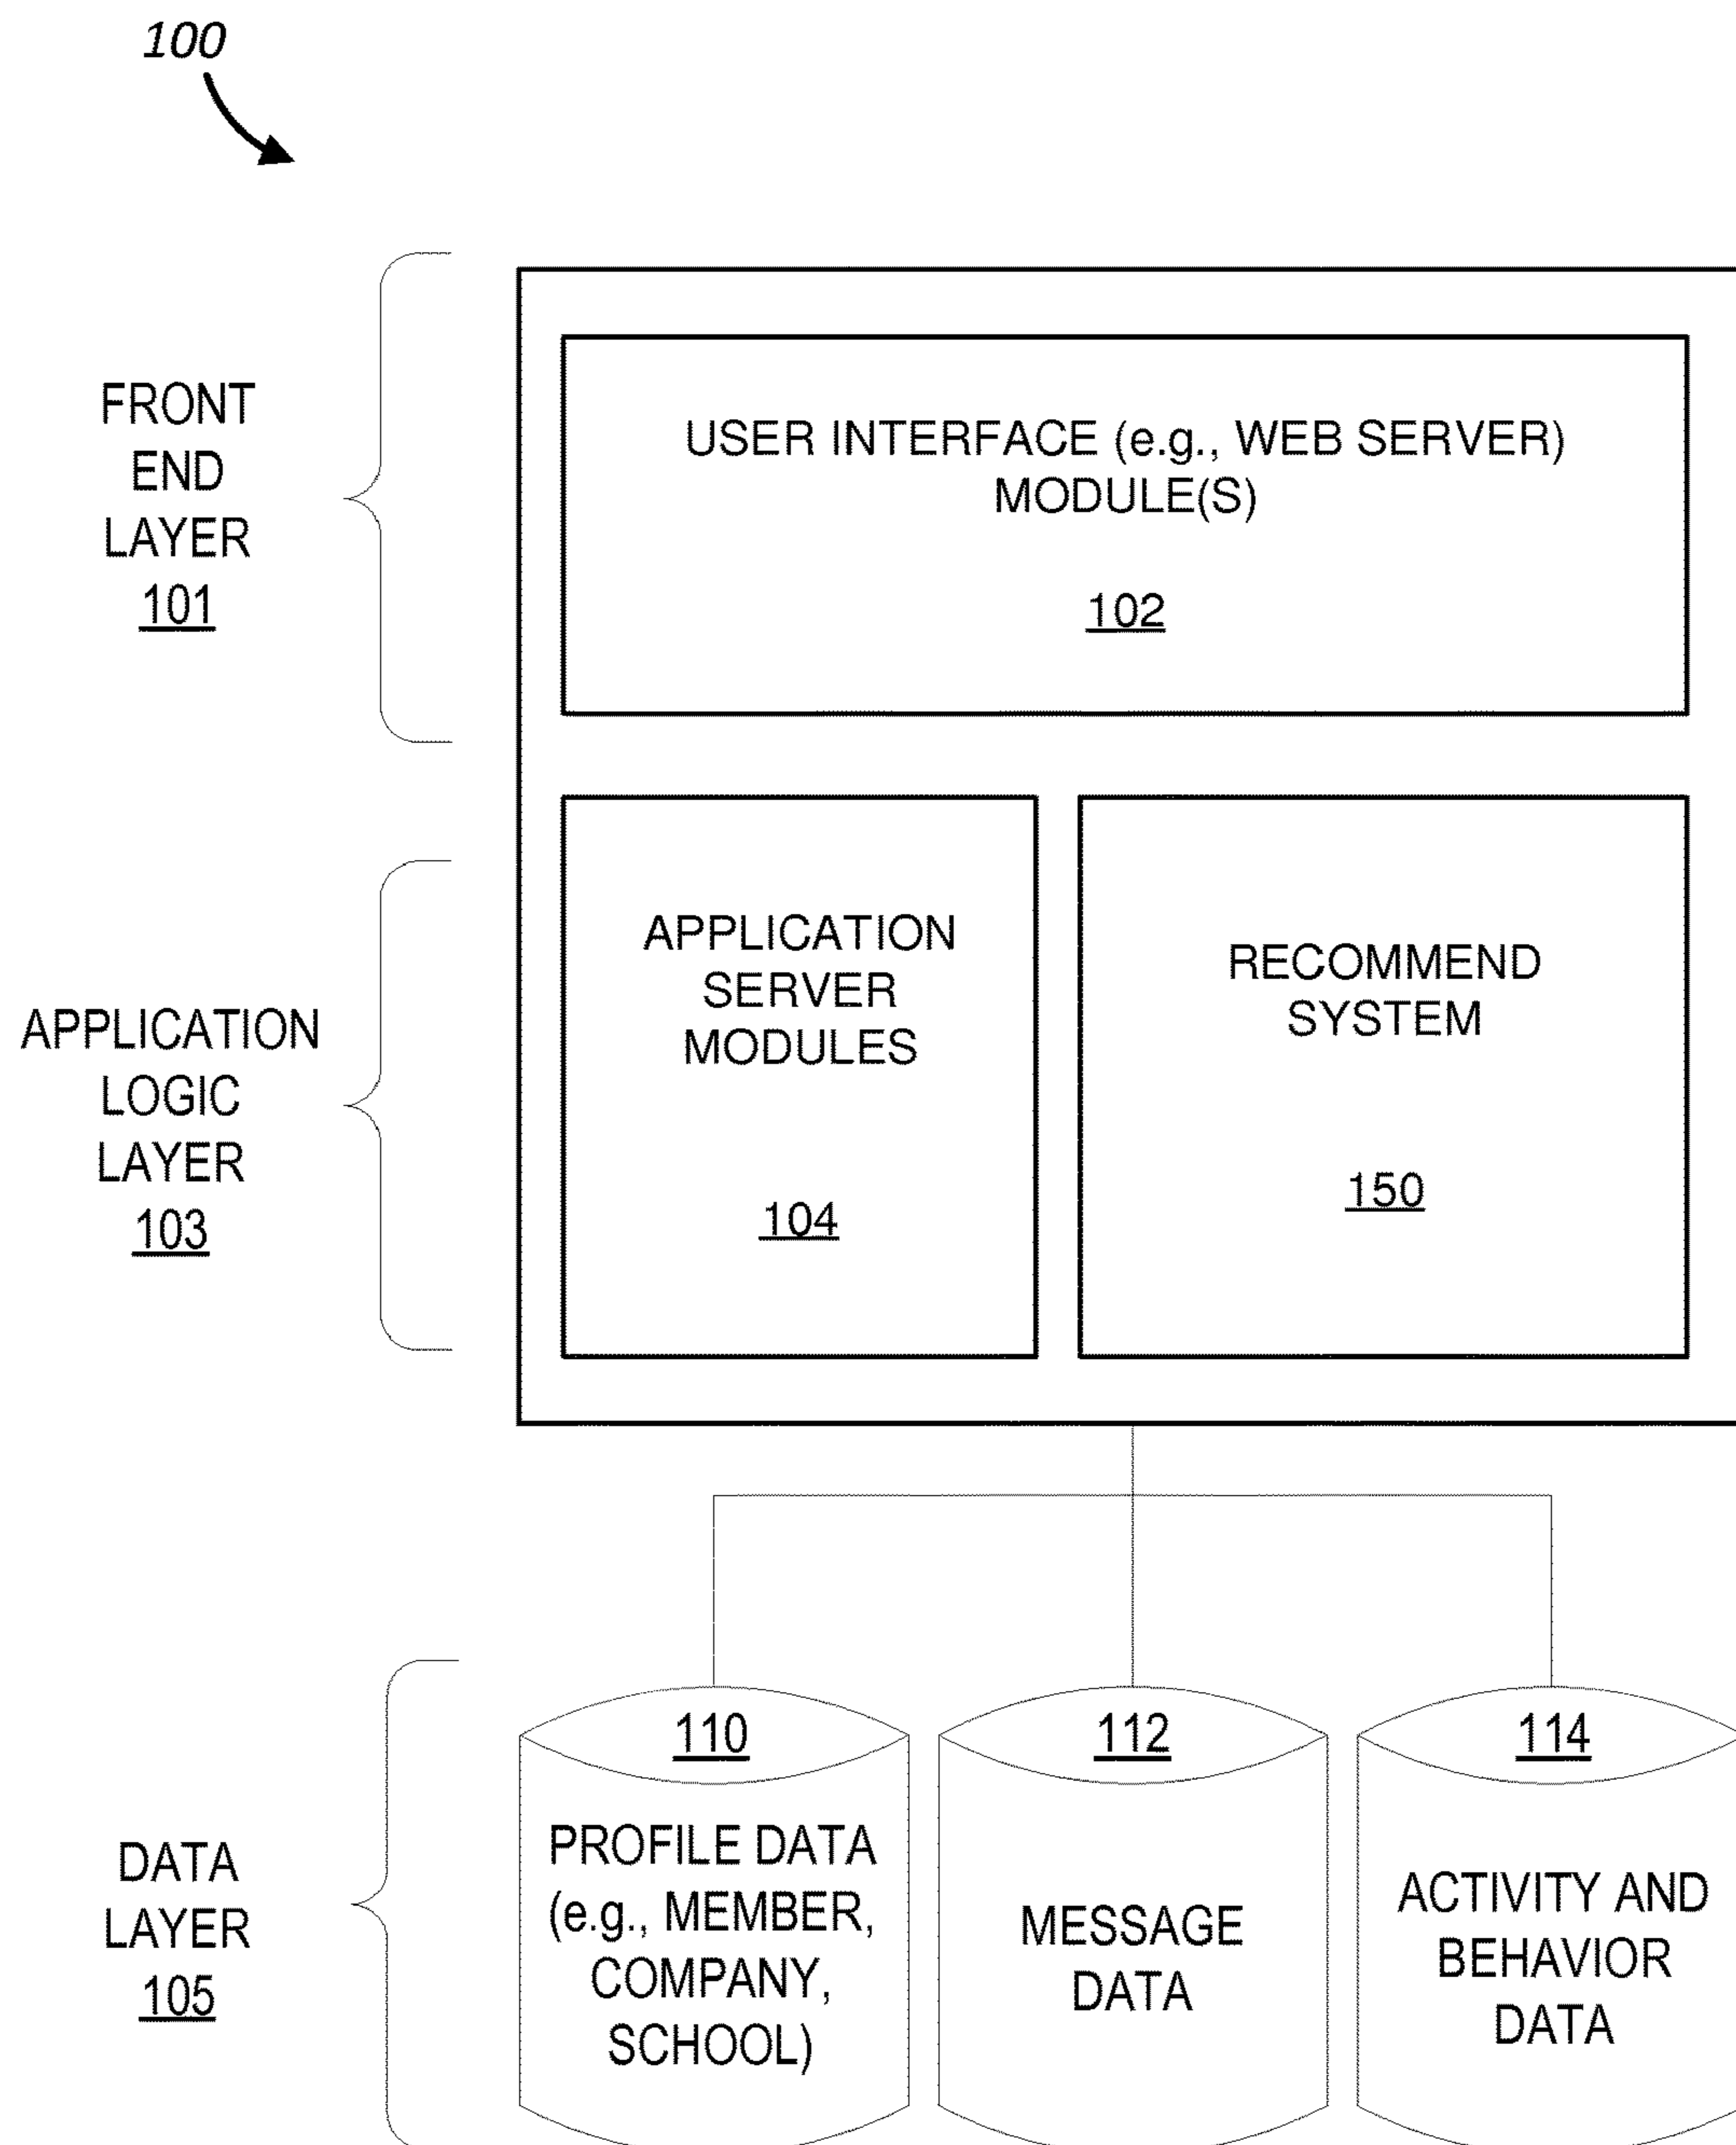 100
FRONT
END
LAYER
101
USER INTERFACE (e.g., WEB SERVER)
MODULE(S)
102
APPLICATION
LOGIC
LAYER
103
APPLICATION
SERVER
MODULES
104
RECOMMEND
SYSTEM
150
DATA
LAYER
105
110
PROFILE DATA
(e.g., MEMBER,
COMPANY,
SCHOOL)
112
MESSAGE
DATA
114
ACTIVITY AND
BEHAVIOR
DATA